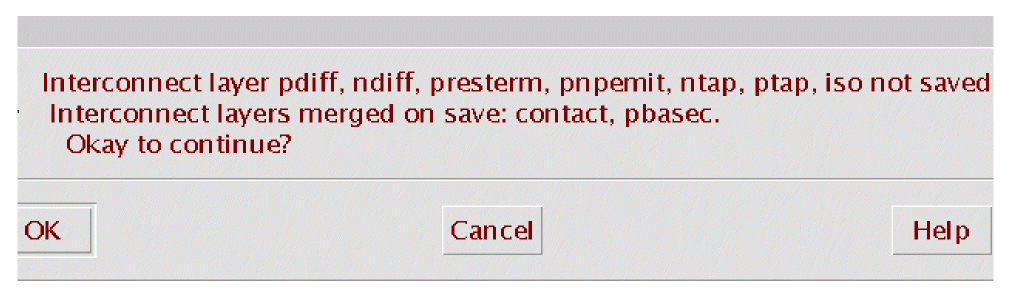 Interconnect layer pdiff, ndiff, presterm, pnpemit, ntap, ptap, iso not saved
Interconnect layers merged on save: contact, pbasec.
Okay to continue?
OK
Cancel
Help